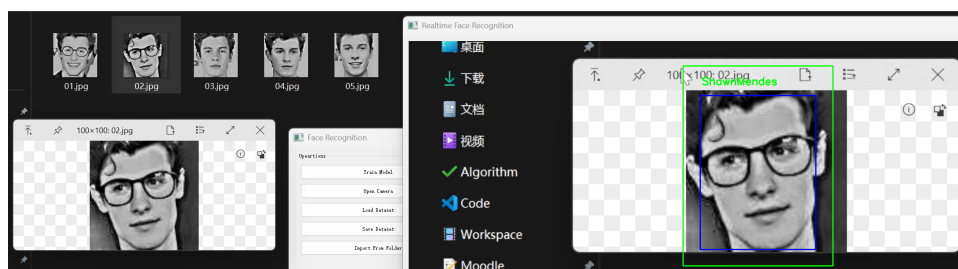 01.jpg
02.jpg
03.jpg
04.jpg
05.jpg
100×100: 02.jpg
Face Recognition
Opeartions
Train Model
Open Camera
Load Dataset
Save Dataset
Import From Folder
Realtime Face Recognition
桌面
下载
文档
视频
Algorithm
Code
Workspace
Moodle
100×100: 02.jpg
ShawnMendes